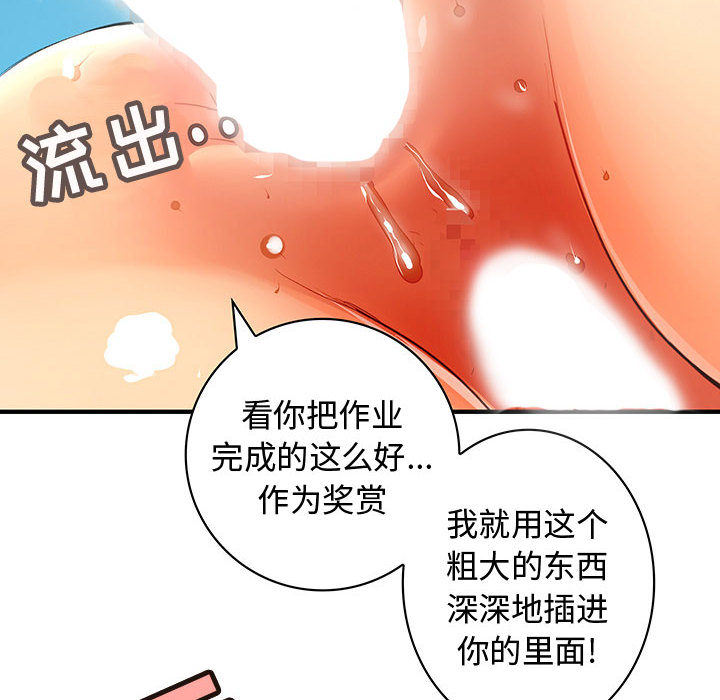 流出..
看你把作业
完成的这么好...
作为奖赏
我就用这个
粗大的东西
深深地插进
你的里面!